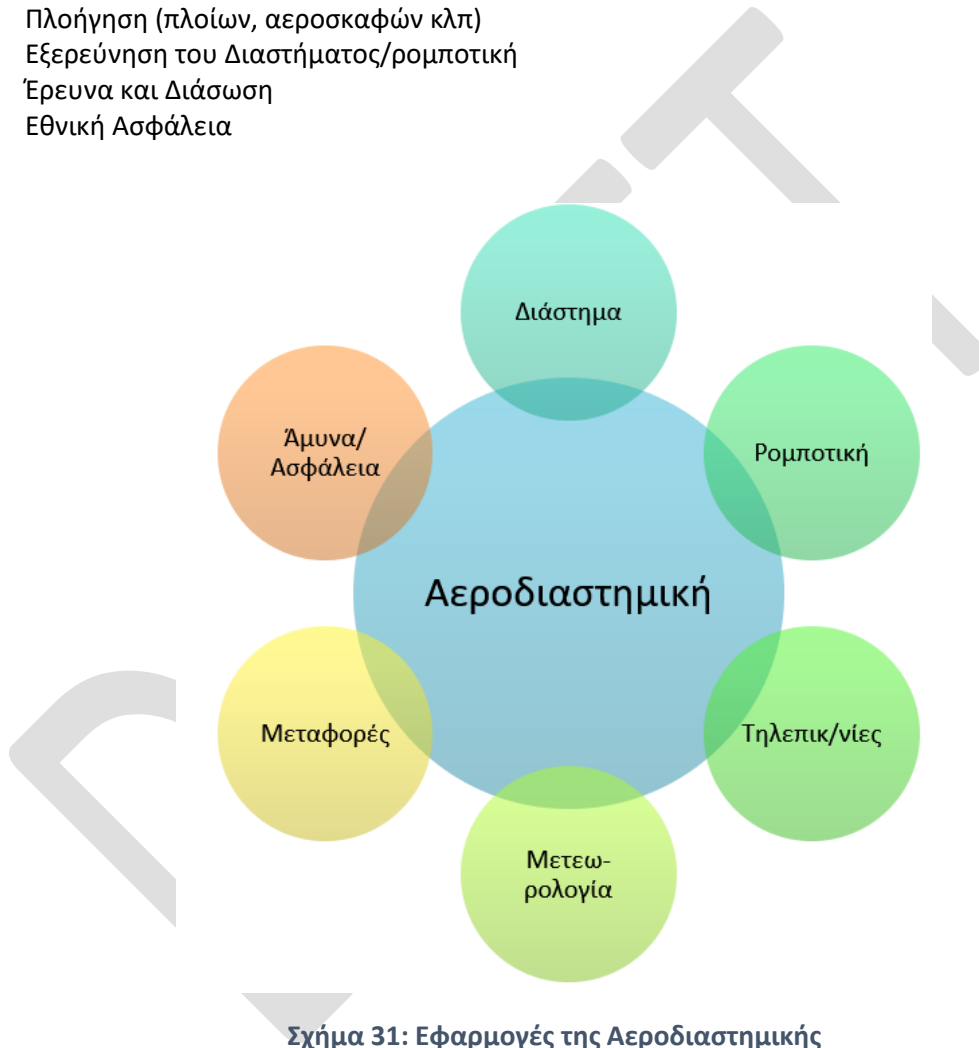 Πλοήγηση (πλοίων, αεροσκαφών κλπ)
Εξερεύνηση του Διαστήματος/ρομποτική
Έρευνα και Διάσωση
Εθνική Ασφάλεια
Διάστημα
Άμυνα/
Ασφάλεια
Ρομποτική
Αεροδιαστημική
Μεταφορές
Τηλεπικ/νίες
Μετεω-
ρολογία
Σχήμα 31: Εφαρμογές της Αεροδιαστημικής